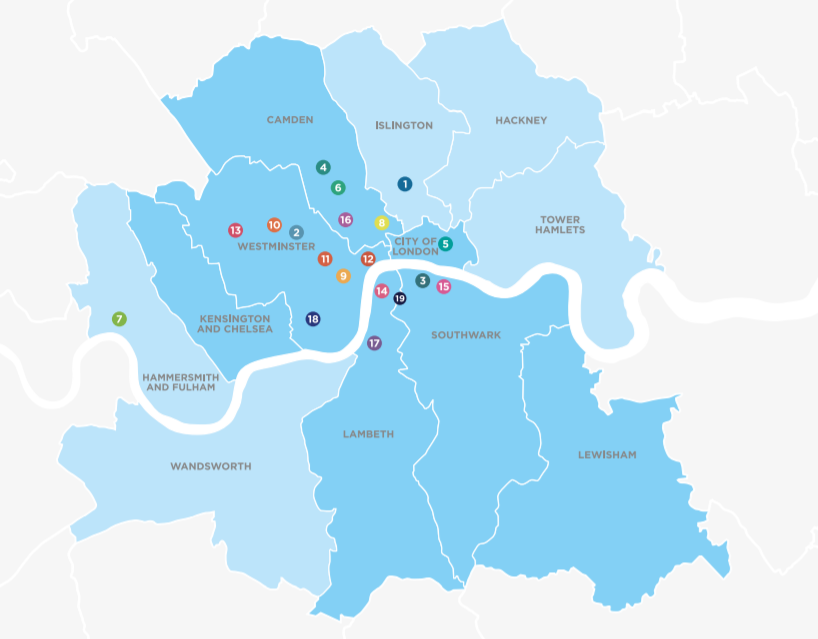 CAMDEN
ISLINGTON
HACKNEY
4
6
1
16
8
13
10
2
WESTMINSTER
CITY OF
LONDON
5
TOWER
HAMLETS
11
12
9
3
15
14
19
7
KENSINGTON
AND CHELSEA
18
17
SOUTHWARK
HAMMERSMITH
AND FULHAM
LAMBETH
WANDSWORTH
LEWISHAM